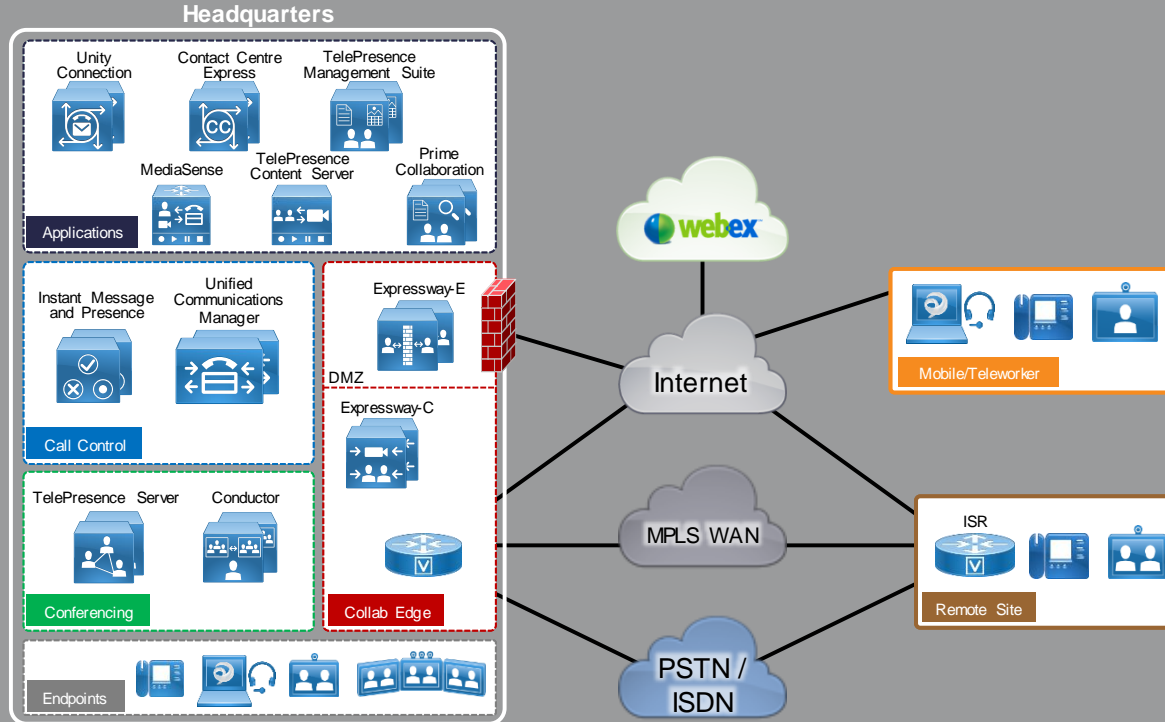 Headquarters
Unity
Connection
Contact Centre
Express
TelePresence
Management Suite
MediaSense
TelePresence
Content Server
Prime
Collaboration
CC
Applications
webex
Instant Message
and Presence
Unified
Communications
Manager
Call Control
Expressway-E
DMZ
Expressway-C
V
Collab Edge
TelePresence Server
Conductor
Conferencing
Endpoints
Internet
MPLS WAN
PSTN /
ISDN
Mobile/Teleworker
ISR
V
Remote Site